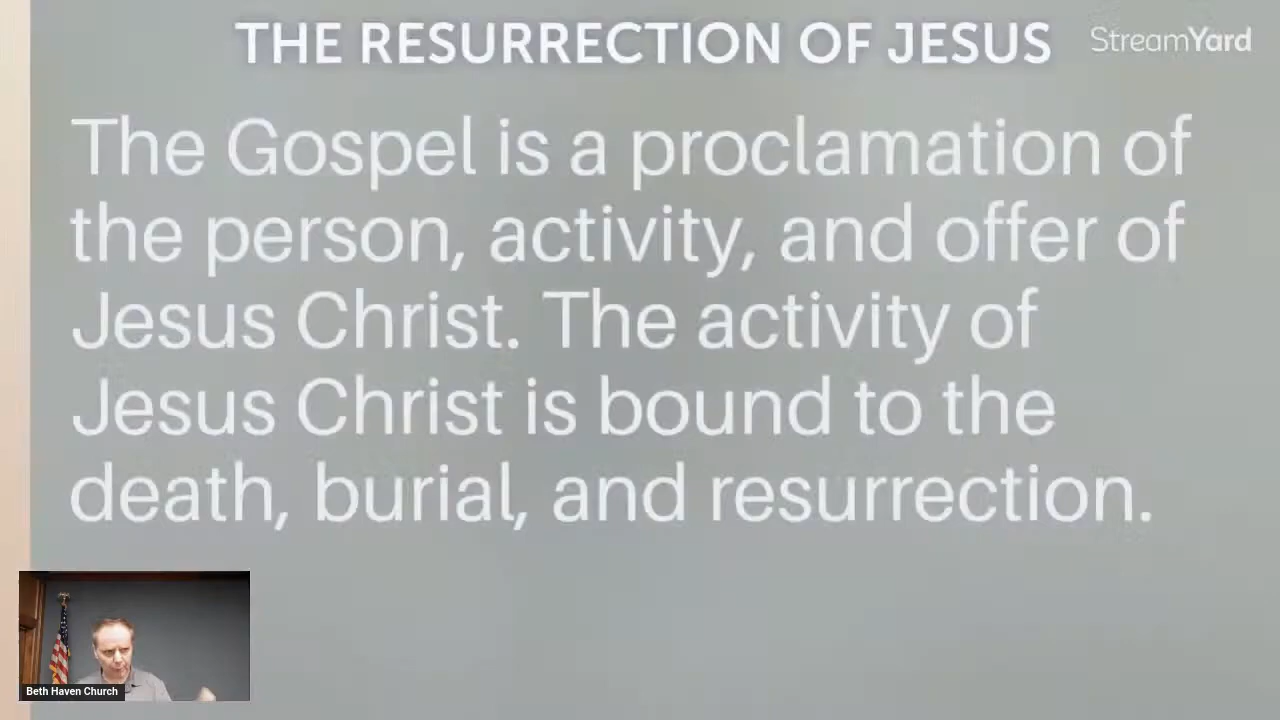 THE RESURRECTION OF JESUS
StreamYard
The Gospel is a proclamation of
the person, activity, and offer of
Jesus Christ. The activity of
Jesus Christ is bound to the
death, burial, and resurrection.
Beth Haven Church